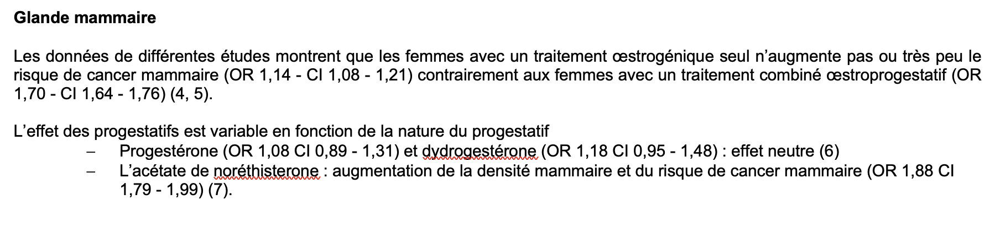 Glande mammaire
Les données de différentes études montrent que les femmes avec un traitement œstrogénique seul n’augmente pas ou très peu le
risque de cancer mammaire (OR 1,14 - CI 1,08 - 1,21) contrairement aux femmes avec un traitement combiné œstroprogestatif (OR
1,70 - CI 1,64 - 1,76) (4, 5).
L’effet des progestatifs est variable en fonction de la nature du progestatif
– Progestérone (OR 1,08 CI 0,89 - 1,31) et dydrogestérone (OR 1,18 CI 0,95 - 1,48) : effet neutre (6)
– L’acétate de noréthisterone : augmentation de la densité mammaire et du risque de cancer mammaire (OR 1,88 CI
1,79 - 1,99) (7).